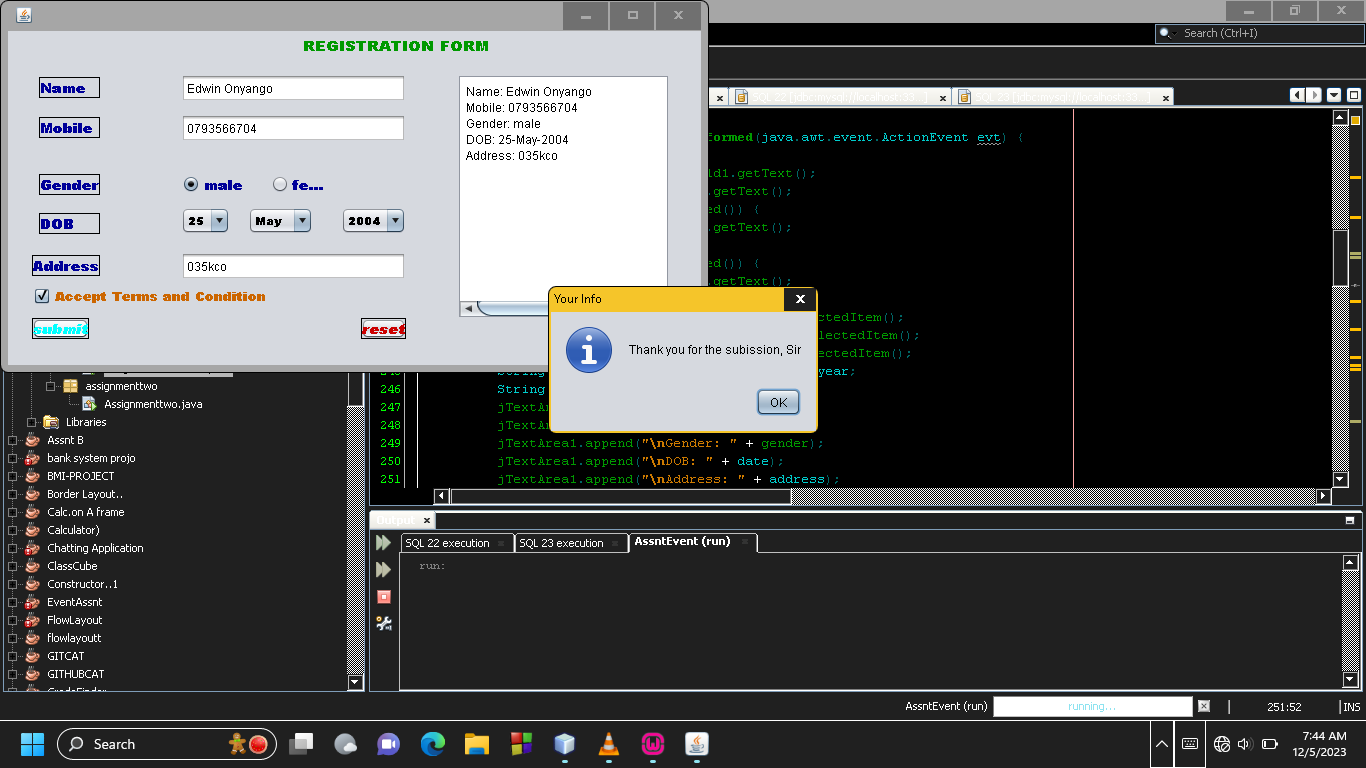 REGISTRATION FORM
Name
Edwin Onyango
Mobile
0793566704
Gender
male
fe...
DOB
25
May
2004
Address
035kco
Accept Terms and Condition
submit
reset
Name: Edwin Onyango
Mobile: 0793566704
Gender: male
DOB: 25-May-2004
Address: 035kco
Your Info
Thank you for the subission, Sir
OK
Search (Ctrl+I)
formed(java.awt.event.ActionEvent evt) {
ld1.getText();
.getText();
ed()) {
.getText();
ed()) {
.getText();
ctedItem();
lectedItem();
ectedItem();
String
year;
246 String
247 jTextAr
248 jTextAr
249 jTextArea1.append("\nGender: " + gender);
250 jTextArea1.append("\nDOB: " + date);
251 jTextArea1.append("\nAddress: " + address);
assignmenttwo
Assignmenttwo.java
Libraries
Assnt B
bank system projo
BMI-PROJECT
Border Layout..
Calc.on A frame
Calculator)
Chatting Application
ClassCube
Constructor..1
EventAssnt
FlowLayout
flowlayoutt
GITCAT
GITHUBCAT
Output
SQL 22 execution
SQL 23 execution
AssntEvent (run)
run:
AssntEvent (run)
running...
251:52
INS
Search
7:44 AM
12/5/2023